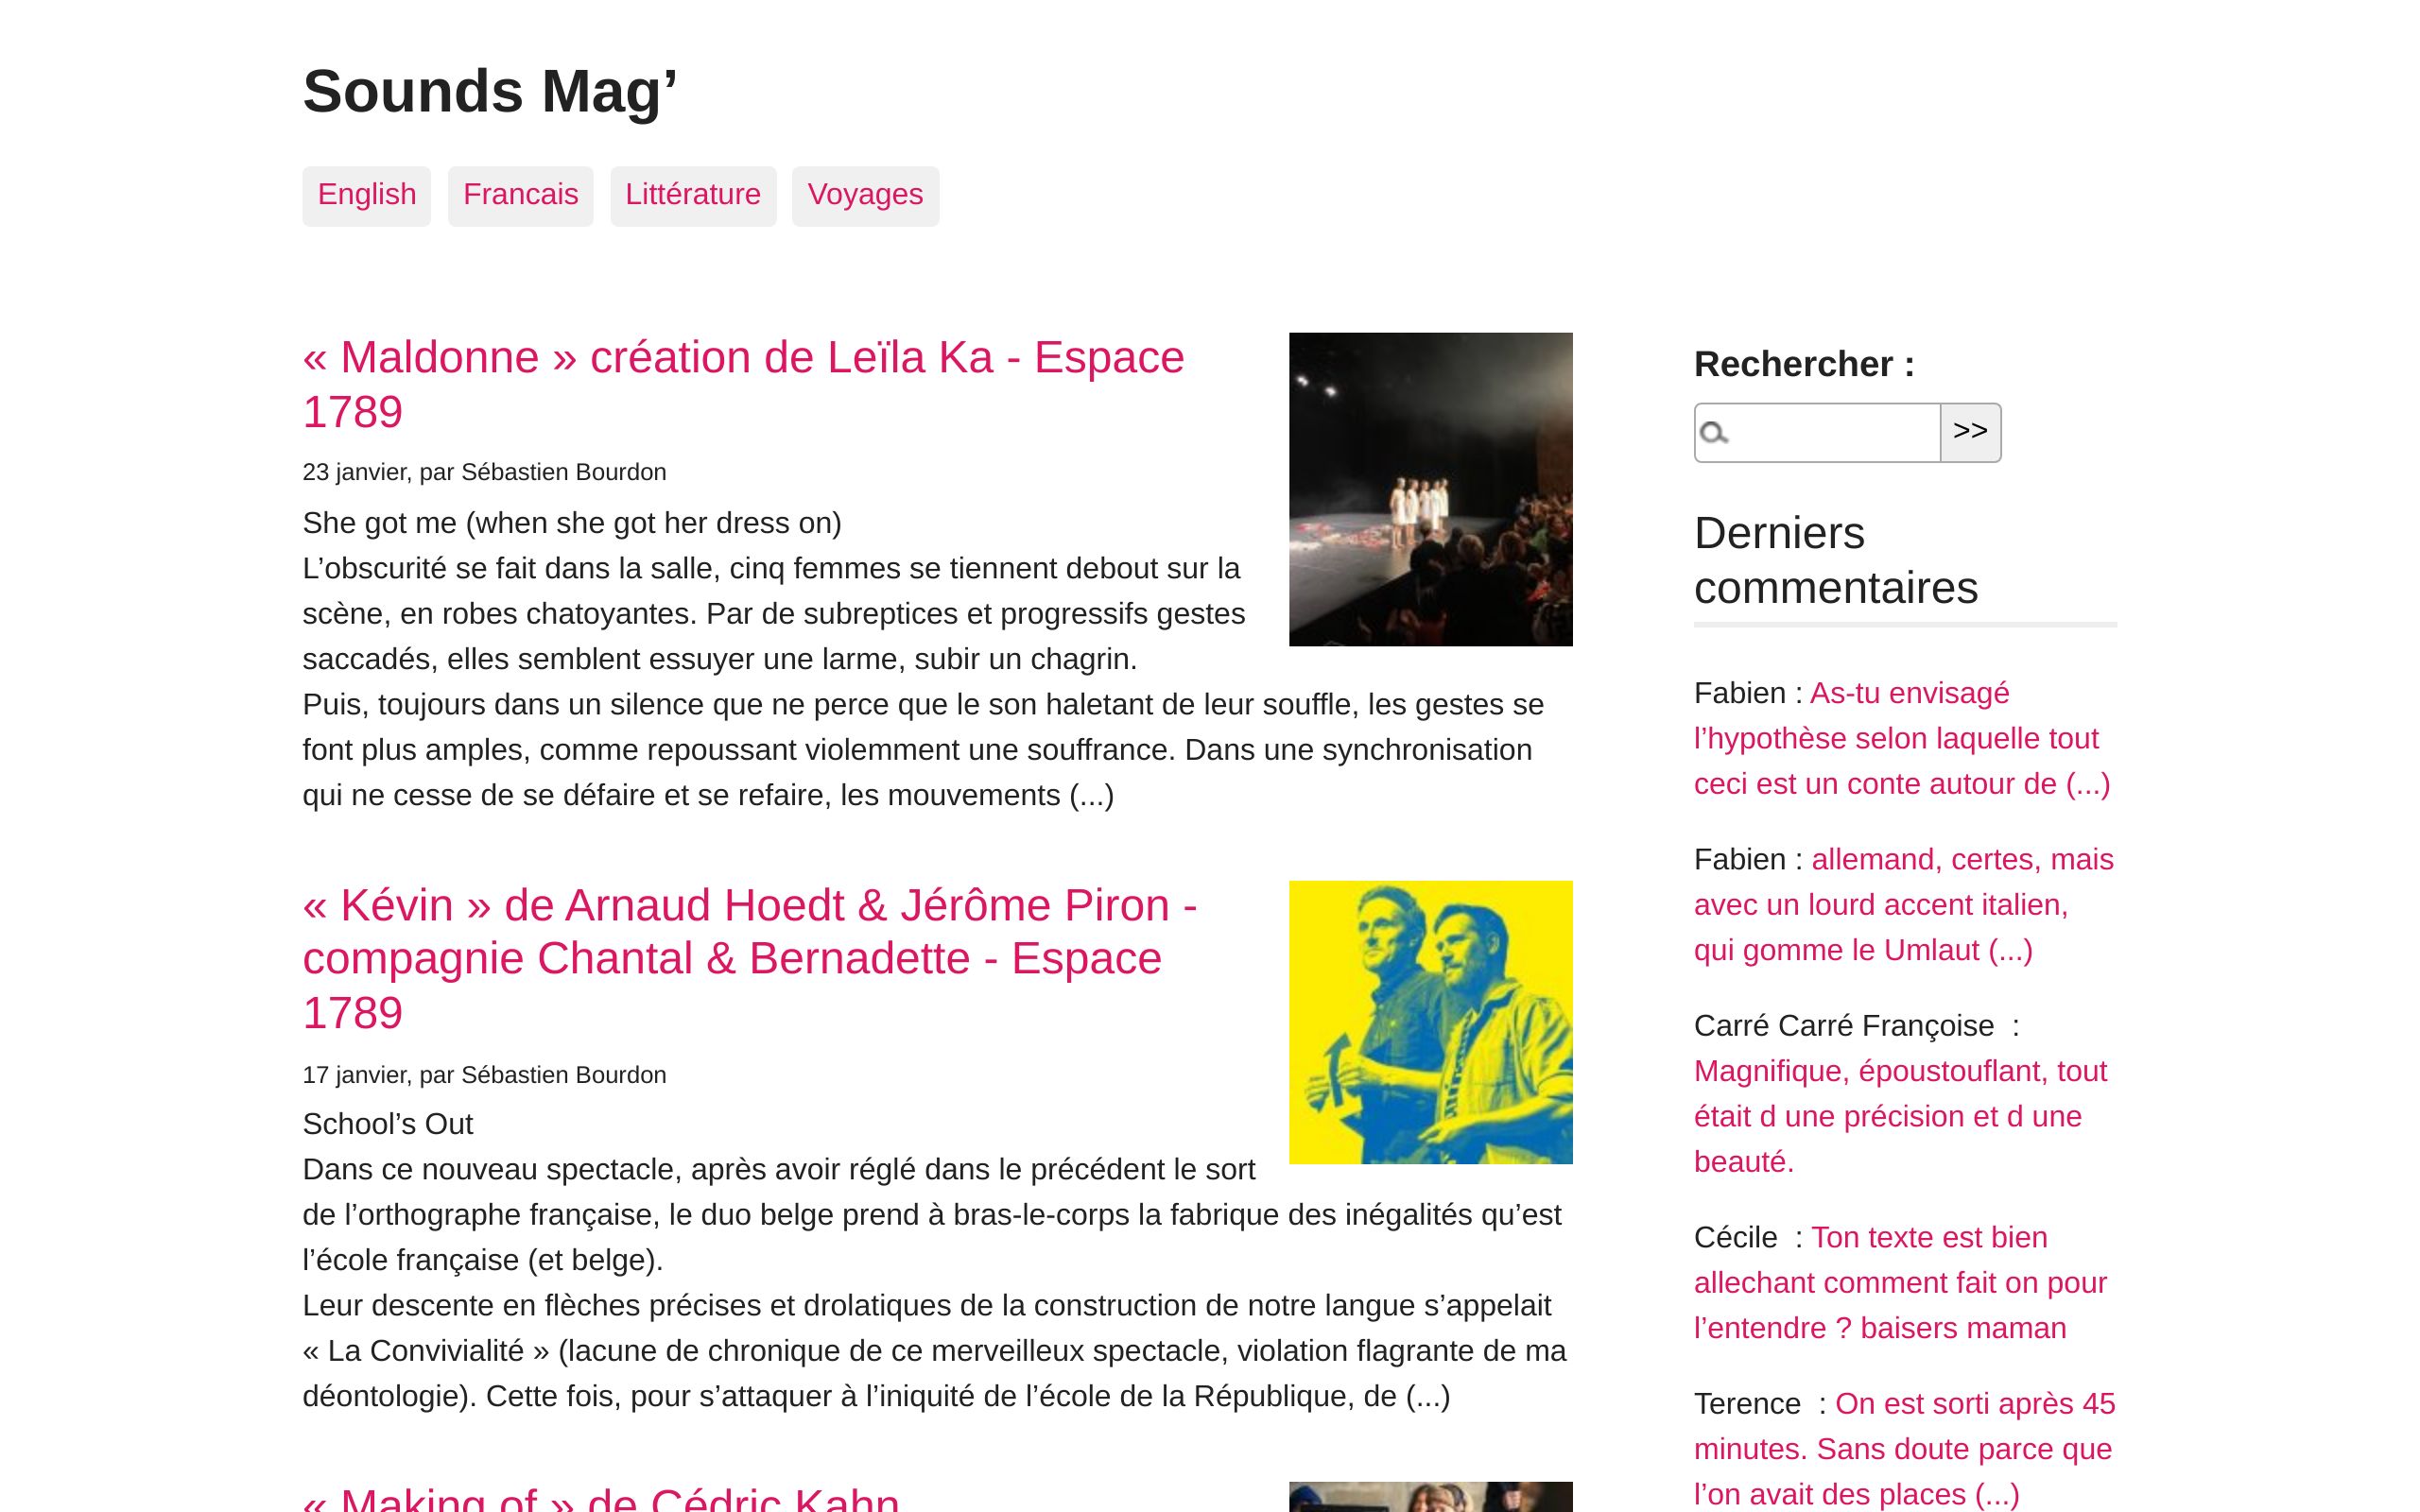 Sounds Mag’
English
Francais
Littérature
Voyages
« Maldonne » création de Leïla Ka - Espace
1789
23 janvier, par Sébastien Bourdon
She got me (when she got her dress on)
L’obscurité se fait dans la salle, cinq femmes se tiennent debout sur la
scène, en robes chatoyantes. Par de subreptices et progressifs gestes
saccadés, elles semblent essuyer une larme, subir un chagrin.
Puis, toujours dans un silence que ne perce que le son haletant de leur souffle, les gestes se
font plus amples, comme repoussant violemment une souffrance. Dans une synchronisation
qui ne cesse de se défaire et se refaire, les mouvements (...)
« Kévin » de Arnaud Hoedt & Jérôme Piron -
compagnie Chantal & Bernadette - Espace
1789
17 janvier, par Sébastien Bourdon
School’s Out
Dans ce nouveau spectacle, après avoir réglé dans le précédent le sort
de l’orthographe française, le duo belge prend à bras-le-corps la fabrique des inégalités qu’est
l’école française (et belge).
Leur descente en flèches précises et drolatiques de la construction de notre langue s’appelait
« La Convivialité » (lacune de chronique de ce merveilleux spectacle, violation flagrante de ma
déontologie). Cette fois, pour s’attaquer à l’iniquité de l’école de la République, de (...)
« Making of » de Cédric Kahn
Rechercher :
>>
Derniers
commentaires
Fabien : As-tu envisagé
l’hypothèse selon laquelle tout
ceci est un conte autour de (...)
Fabien : allemand, certes, mais
avec un lourd accent italien,
qui gomme le Umlaut (...)
Carré Carré Françoise  :
Magnifique, époustouflant, tout
était d une précision et d une
beauté.
Cécile  : Ton texte est bien
allechant comment fait on pour
l’entendre ? baisers maman
Terence  : On est sorti après 45
minutes. Sans doute parce que
l’on avait des places (...)